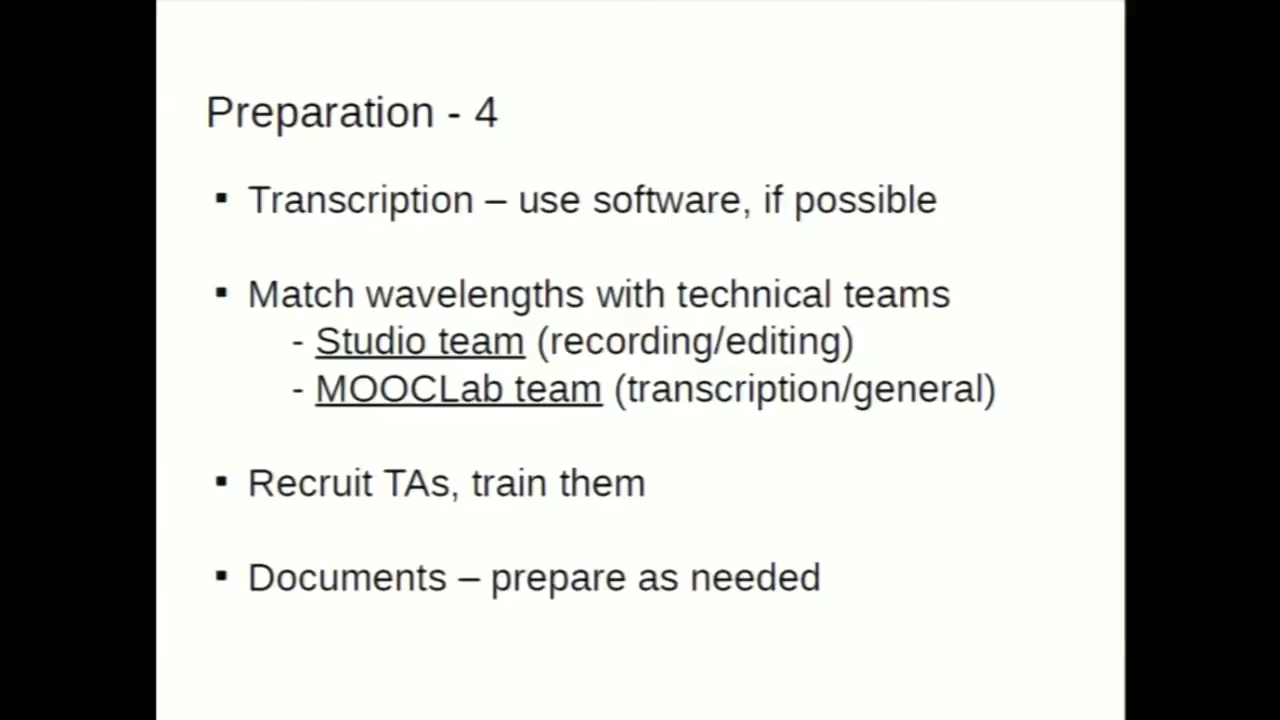 Preparation - 4
▪ Transcription – use software, if possible
▪ Match wavelengths with technical teams
- Studio team (recording/editing)
- MOOCLab team (transcription/general)
▪ Recruit TAs, train them
▪ Documents – prepare as needed